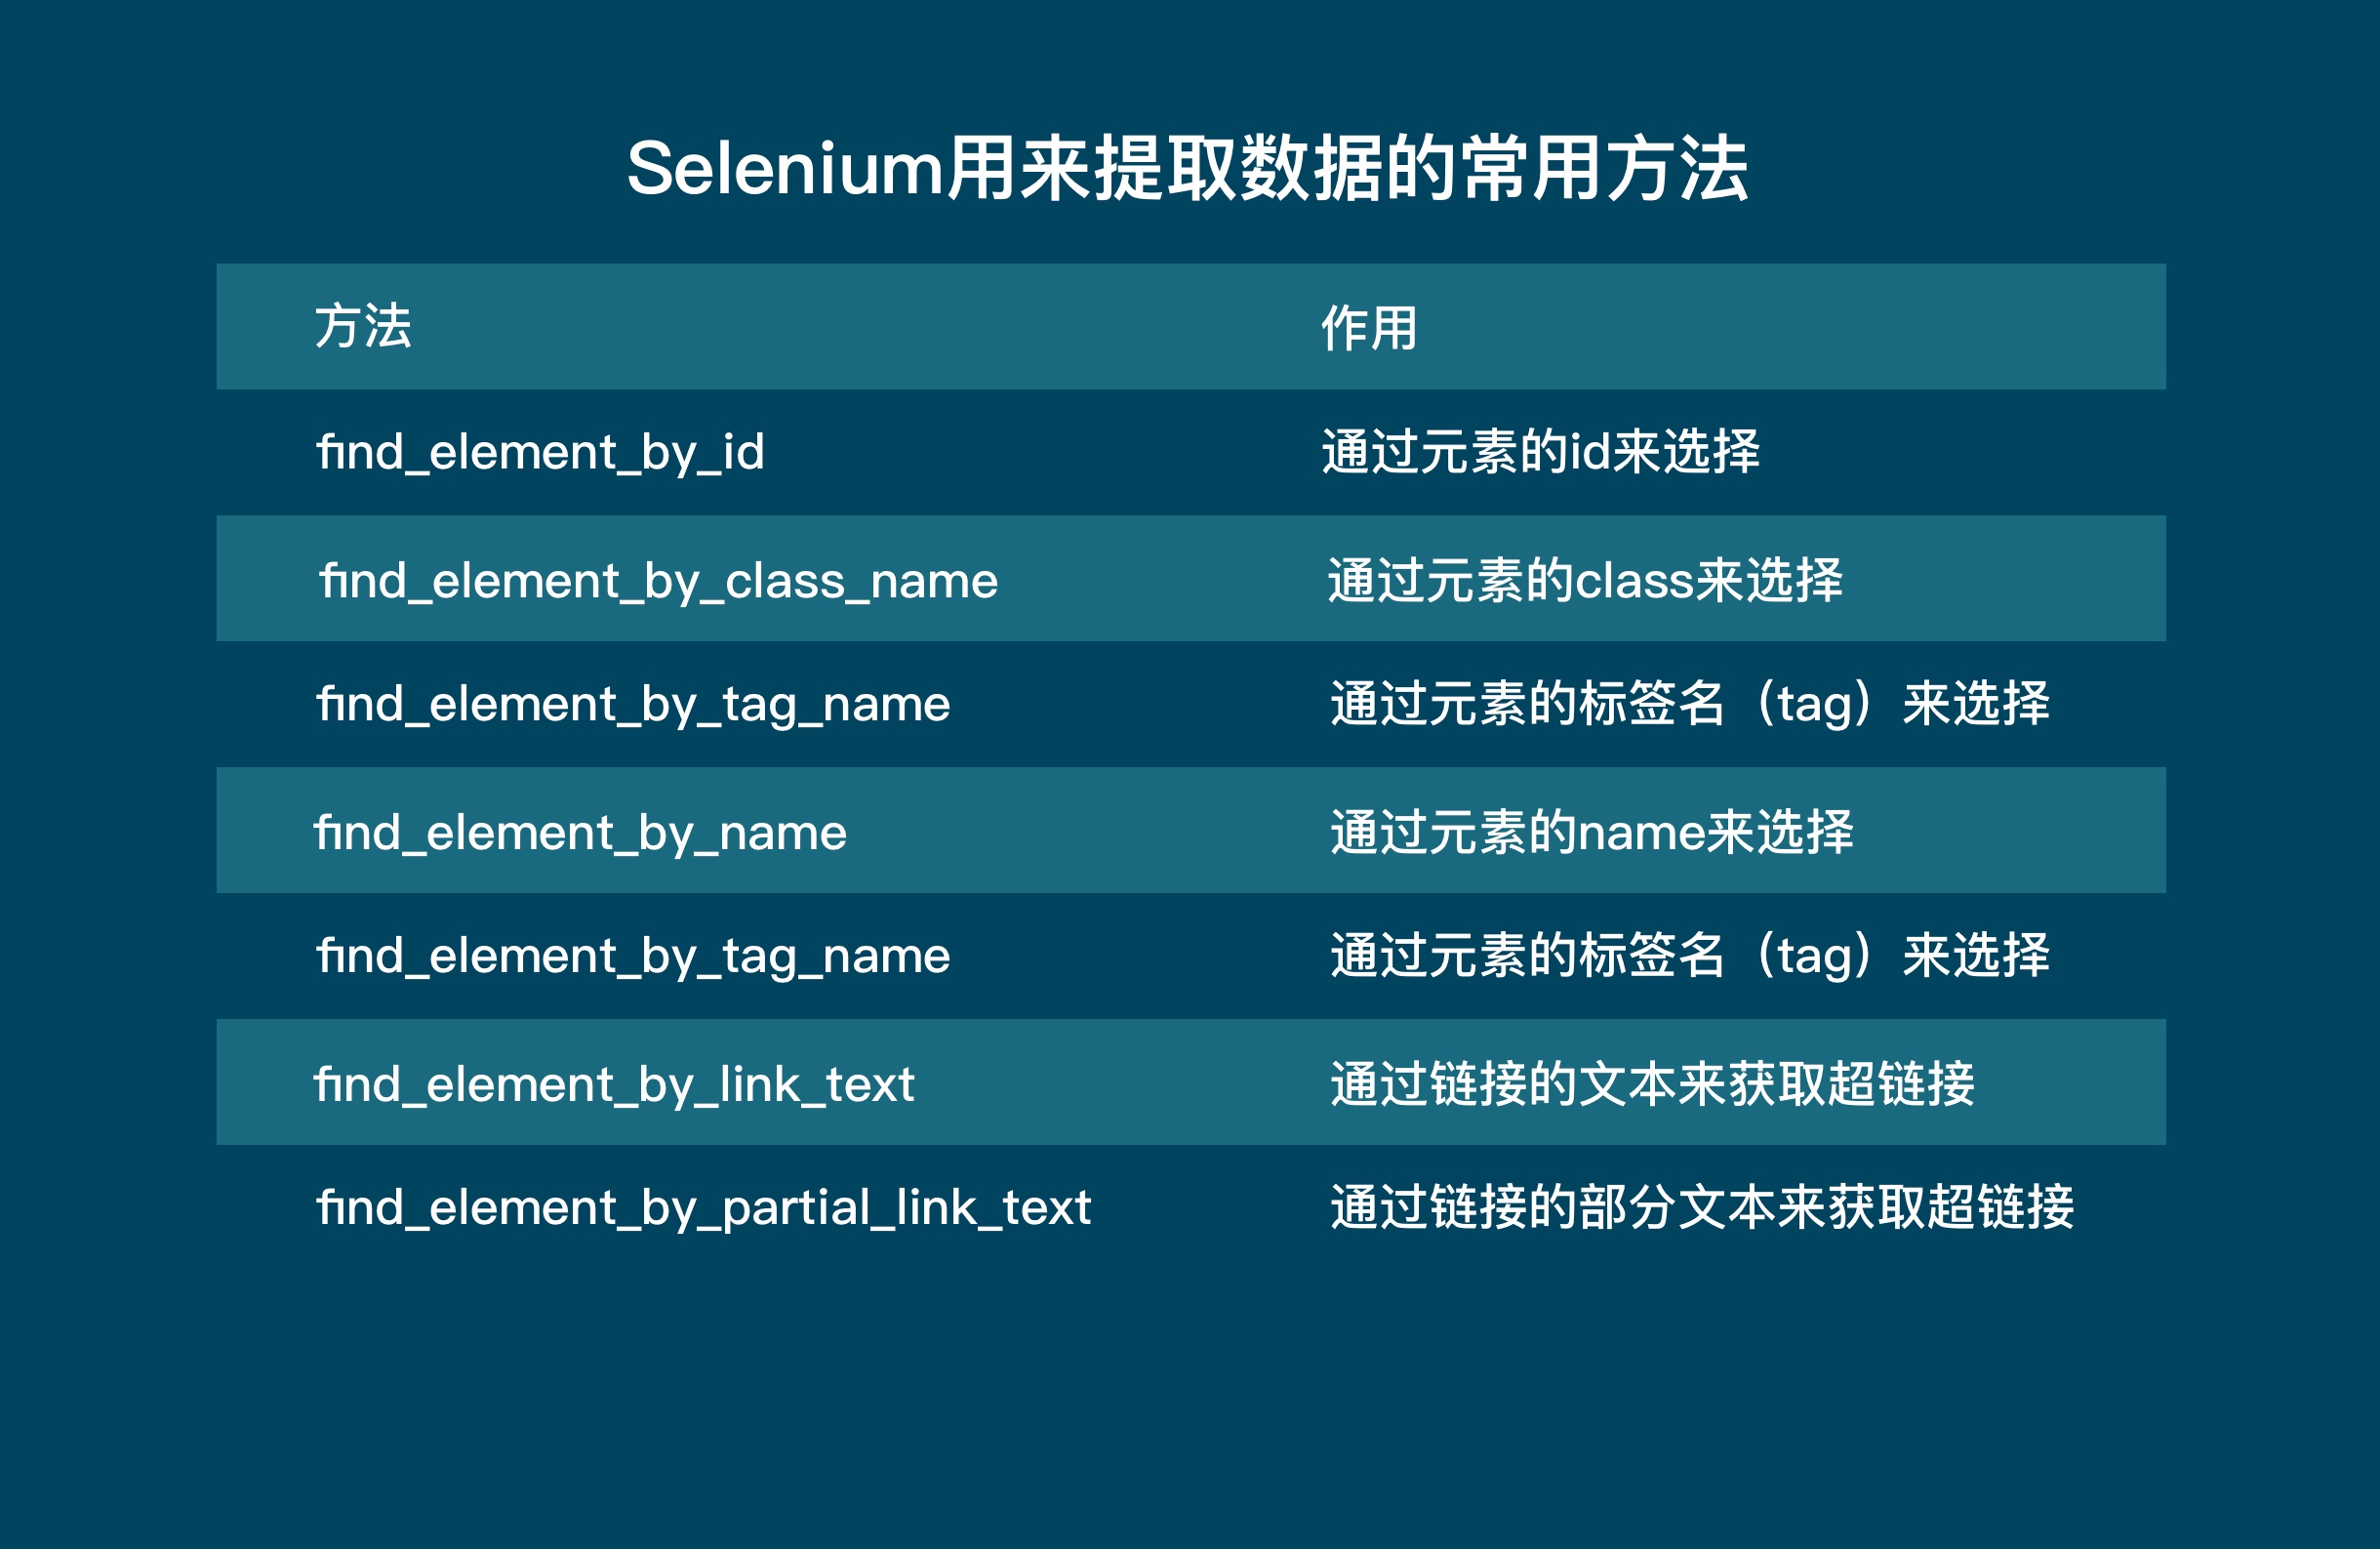 Selenium用来提取数据的常用方法
方法 作用
find_element_by_id 通过元素的id来选择
find_element_by_class_name 通过元素的class来选择
find_element_by_tag_name 通过元素的标签名（tag）来选择
find_element_by_name 通过元素的name来选择
find_element_by_tag_name 通过元素的标签名（tag）来选择
find_element_by_link_text 通过链接的文本来获取超链接
find_element_by_partial_link_text 通过链接的部分文本来获取超链接